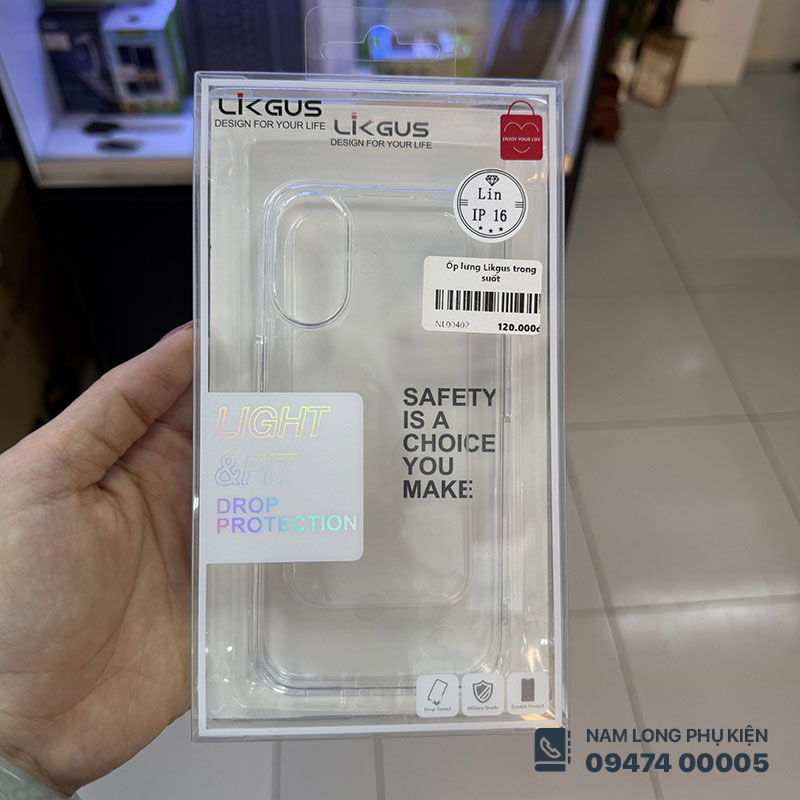 LIKGUS
DESIGN FOR YOUR LIFE
LIKGUS
DESIGN FOR YOUR LIFE
ENJOY YOUR LIFE
Lin
IP 16
Ốp lưng Likgus trong
suốt
NL00402
120.000đ
SAFETY
IS A
CHOICE
YOU
MAKE
LIGHT
&FIT
DROP
PROTECTION
Drop Tested
Military Grade
Double Protect
NAM LONG PHỤ KIỆN
09474 00005